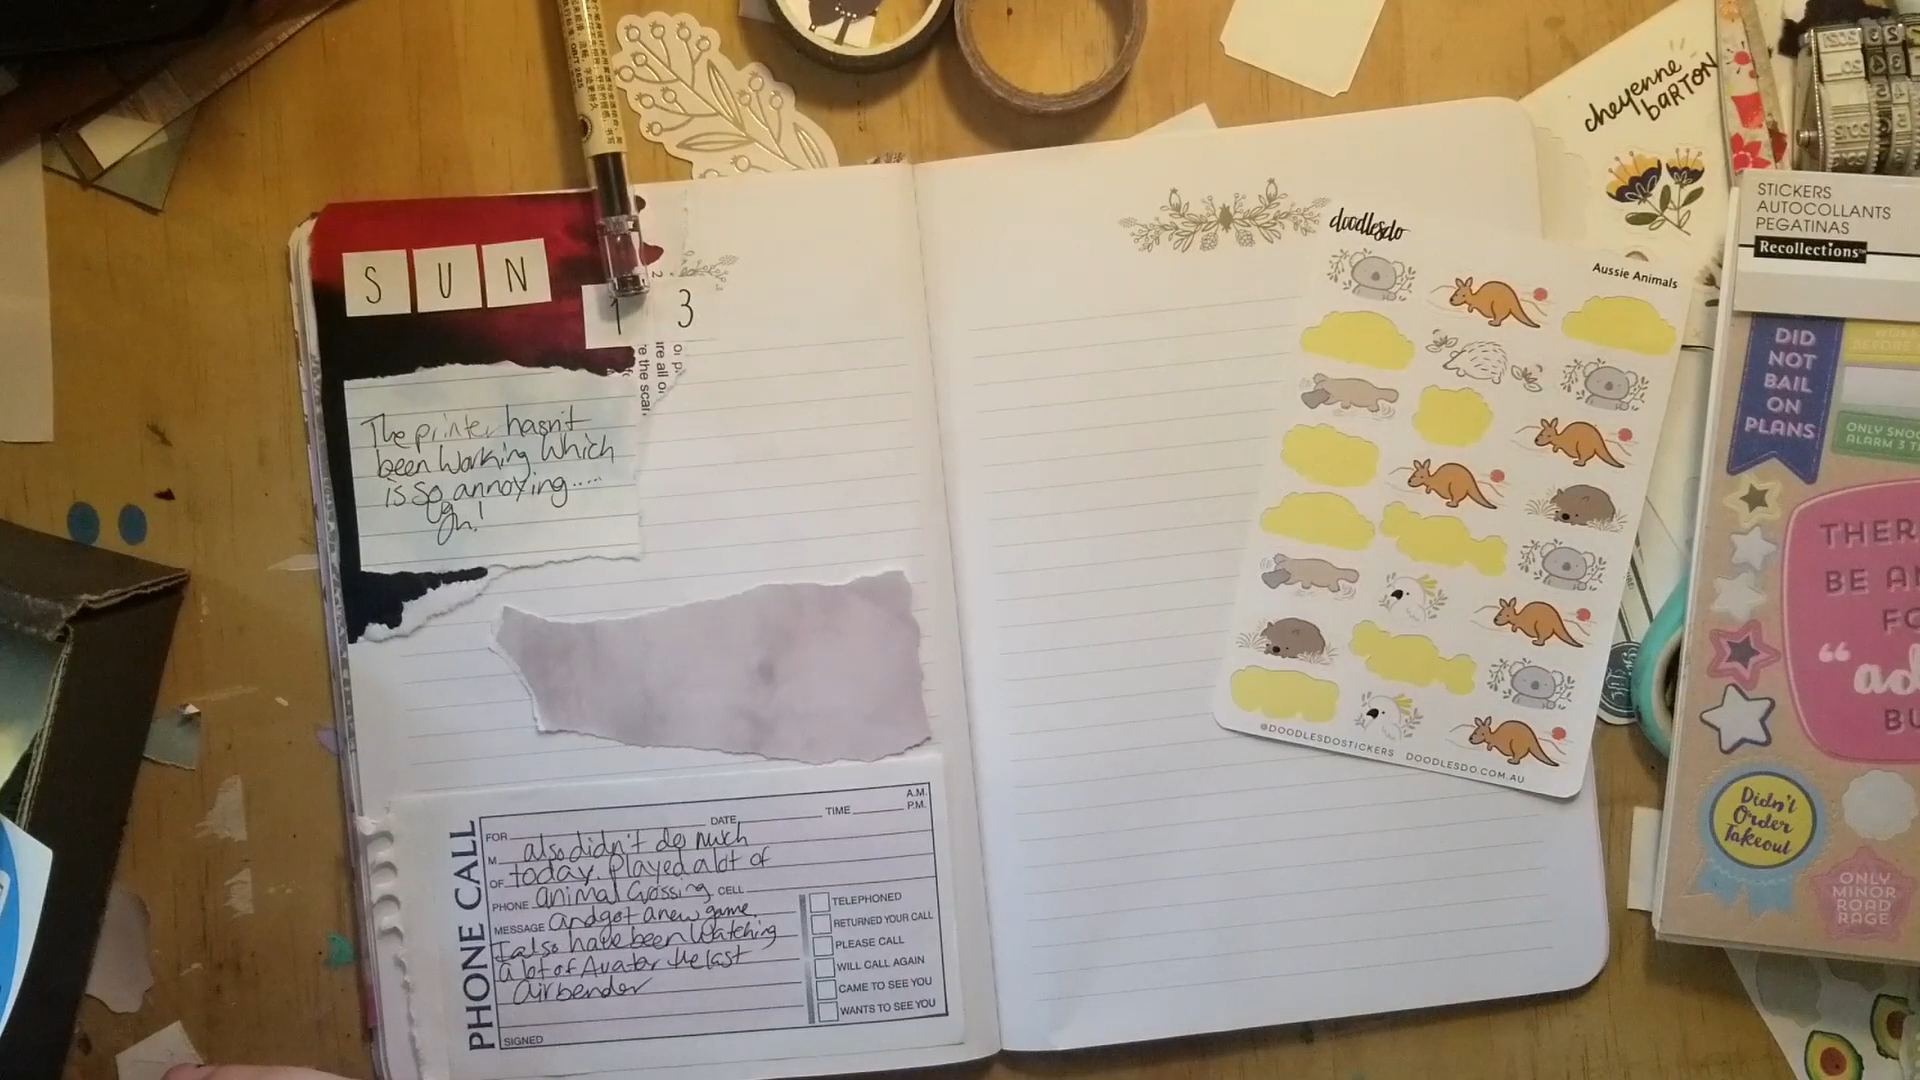 cheyenne
BARTON
STICKERS
AUTOCOLLANTS
PEGATINAS
Recollections™
SUN
13
doodlesdo
Aussie Animals
The printer hasn't
been working which
is so annoying.....
Ugh!
are all
e the scal
DID
NOT
BAIL
ON
PLANS
ONLY
ALARM 3
THER
BE A
FO
"ad
BU
Didn't
Order
Takeout
ONLY
MINOR
ROAD
RAGE
@DOODLESDOSTICKERS DOODLESDO.COM.AU
PHONE CALL
A.M.
FOR DATE TIME P.M.
M also didn't do much
OF today. Played a lot of
PHONE animal Crossing CELL
MESSAGE and got a new game.
I also have been watching
a lot of Avatar the last
airbender
SIGNED
TELEPHONED
RETURNED YOUR CALL
PLEASE CALL
WILL CALL AGAIN
CAME TO SEE YOU
WANTS TO SEE YOU